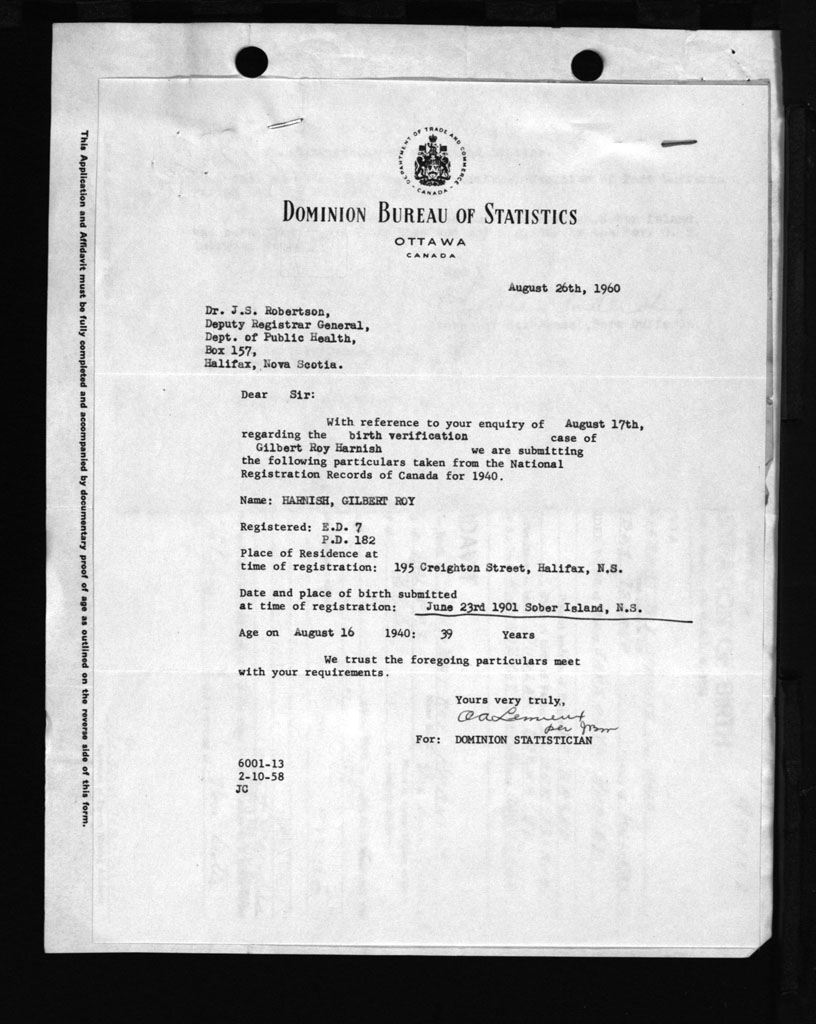 DEPARTMENT OF TRADE AND COMMERCE
- CANADA -
DOMINION BUREAU OF STATISTICS
OTTAWA
CANADA
August 26th, 1960
Dr. J.S. Robertson,
Deputy Registrar General,
Dept. of Public Health,
Box 157,
Halifax, Nova Scotia.
Dear Sir:
With reference to your enquiry of August 17th,
regarding the birth verification case of
Gilbert Roy Harnish we are submitting
the following particulars taken from the National
Registration Records of Canada for 1940.
Name: HARNISH, GILBERT ROY
Registered: E.D. 7
P.D. 182
Place of Residence at
time of registration: 195 Creighton Street, Halifax, N.S.
Date and place of birth submitted
at time of registration: June 23rd 1901 Sober Island, N.S.
Age on August 16 1940: 39 Years
We trust the foregoing particulars meet
with your requirements.
Yours very truly,
OALemieux
per
For: DOMINION STATISTICIAN
6001-13
2-10-58
JC
This Application and Affidavit must be fully completed and accompanied by documentary proof of age as outlined on the reverse side of this form.